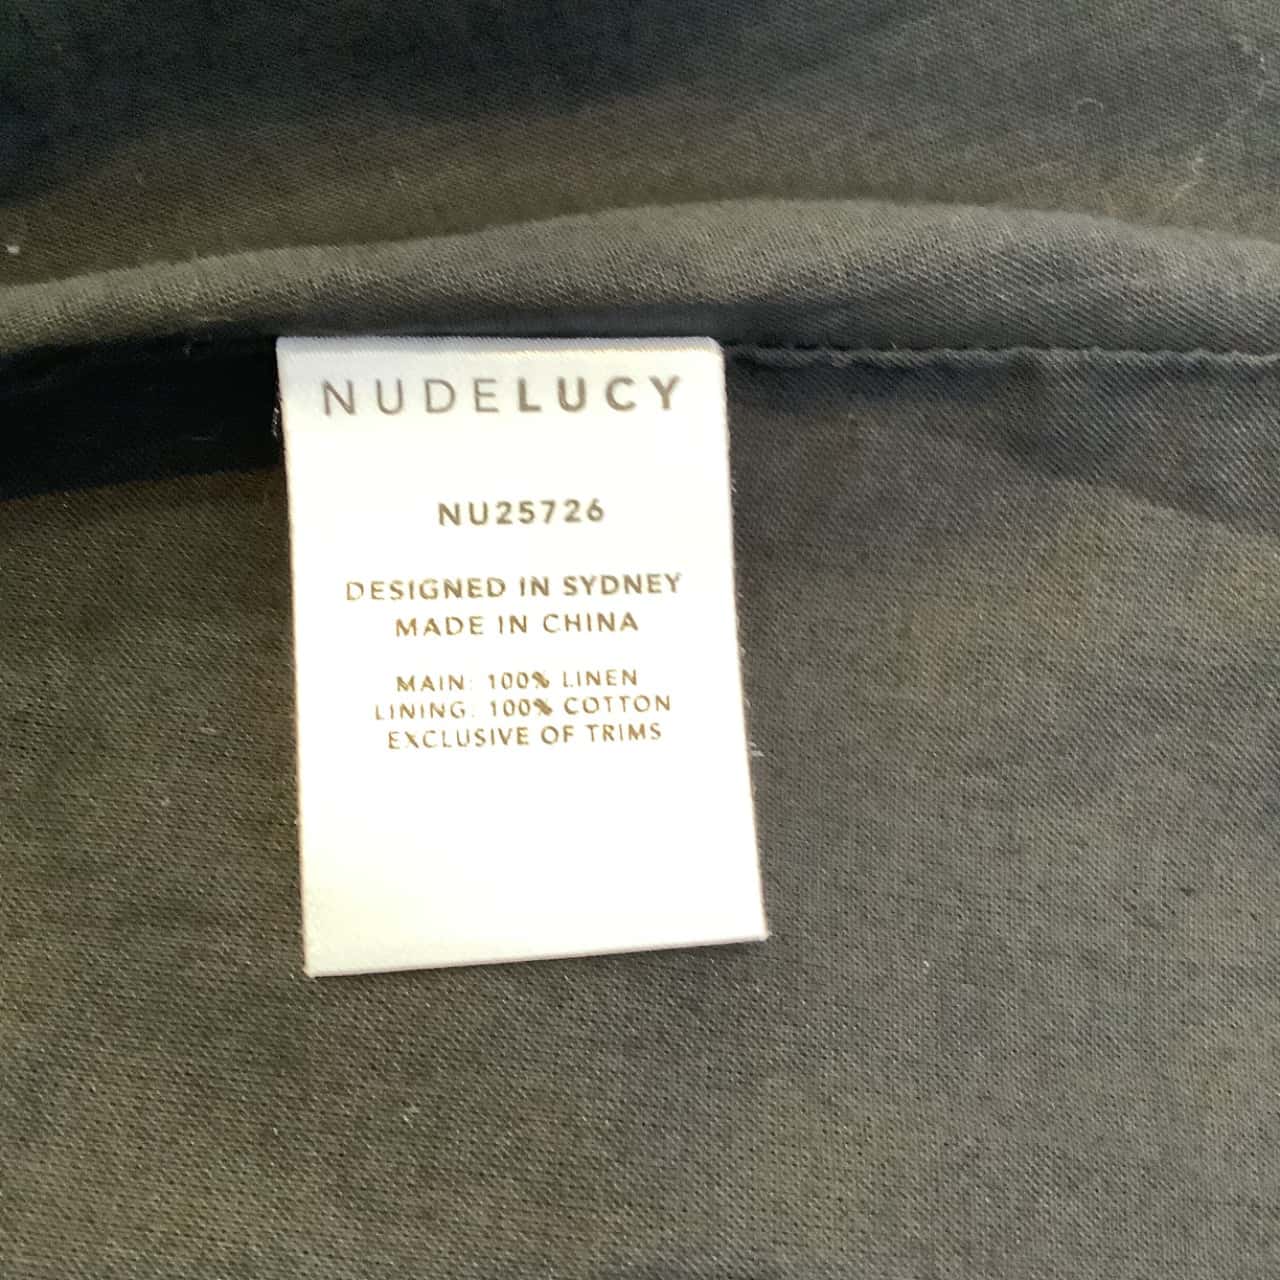 NUDELUCY
NU25726
DESIGNED IN SYDNEY
MADE IN CHINA
MAIN: 100% LINEN
LINING: 100% COTTON
EXCLUSIVE OF TRIMS